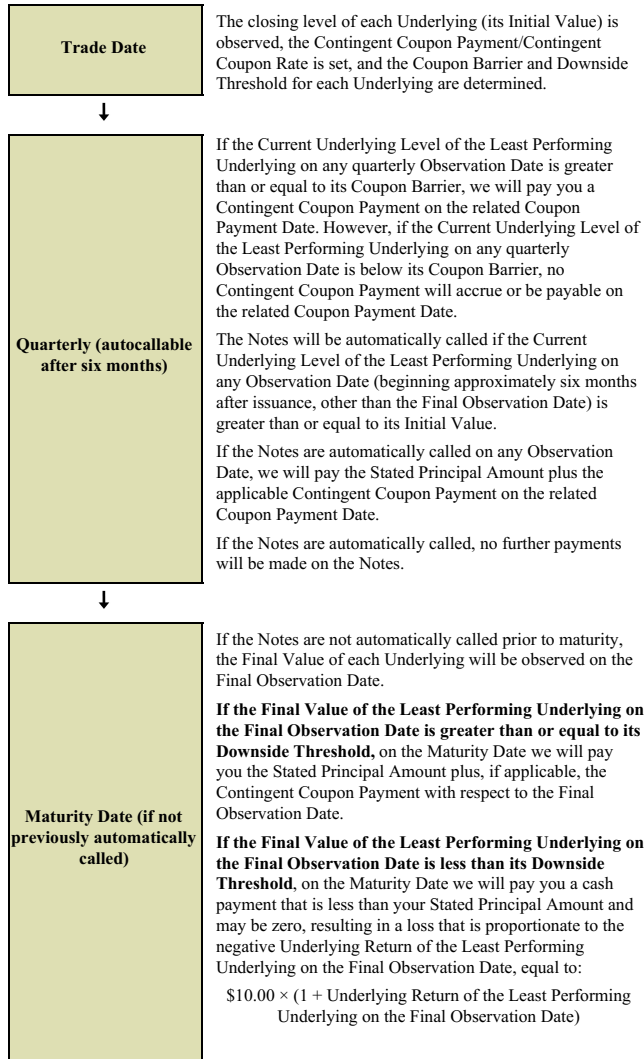 Trade Date
The closing level of each Underlying (its Initial Value) is
observed, the Contingent Coupon Payment/Contingent
Coupon Rate is set, and the Coupon Barrier and Downside
Threshold for each Underlying are determined.
Quarterly (autocallable
after six months)
If the Current Underlying Level of the Least Performing
Underlying on any quarterly Observation Date is greater
than or equal to its Coupon Barrier, we will pay you a
Contingent Coupon Payment on the related Coupon
Payment Date. However, if the Current Underlying Level of
the Least Performing Underlying on any quarterly
Observation Date is below its Coupon Barrier, no
Contingent Coupon Payment will accrue or be payable on
the related Coupon Payment Date.
The Notes will be automatically called if the Current
Underlying Level of the Least Performing Underlying on
any Observation Date (beginning approximately six months
after issuance, other than the Final Observation Date) is
greater than or equal to its Initial Value.
If the Notes are automatically called on any Observation
Date, we will pay the Stated Principal Amount plus the
applicable Contingent Coupon Payment on the related
Coupon Payment Date.
If the Notes are automatically called, no further payments
will be made on the Notes.
Maturity Date (if not
previously automatically
called)
If the Notes are not automatically called prior to maturity,
the Final Value of each Underlying will be observed on the
Final Observation Date.
If the Final Value of the Least Performing Underlying on
the Final Observation Date is greater than or equal to its
Downside Threshold, on the Maturity Date we will pay
you the Stated Principal Amount plus, if applicable, the
Contingent Coupon Payment with respect to the Final
Observation Date.
If the Final Value of the Least Performing Underlying on
the Final Observation Date is less than its Downside
Threshold, on the Maturity Date we will pay you a cash
payment that is less than your Stated Principal Amount and
may be zero, resulting in a loss that is proportionate to the
negative Underlying Return of the Least Performing
Underlying on the Final Observation Date, equal to:
$10.00 × (1 + Underlying Return of the Least Performing
Underlying on the Final Observation Date)